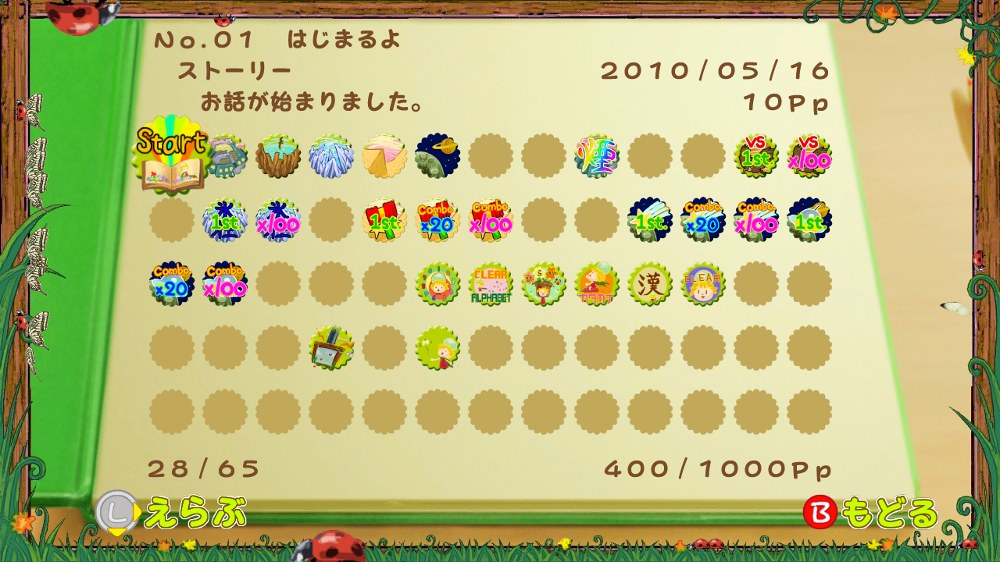 No.01 はじまるよ
ストーリー 2010/05/16
お話が始まりました。 10Pp
Start VS 1st VS x100
1st. x100 1st. Combo x20 Combo x100 1st. Combo x20 Combo x100 1st
Combo x20 Combo x100 CLEAR ALPHABET 漢 CLEAR
28/65 400/1000Pp
L えらぶ B もどる